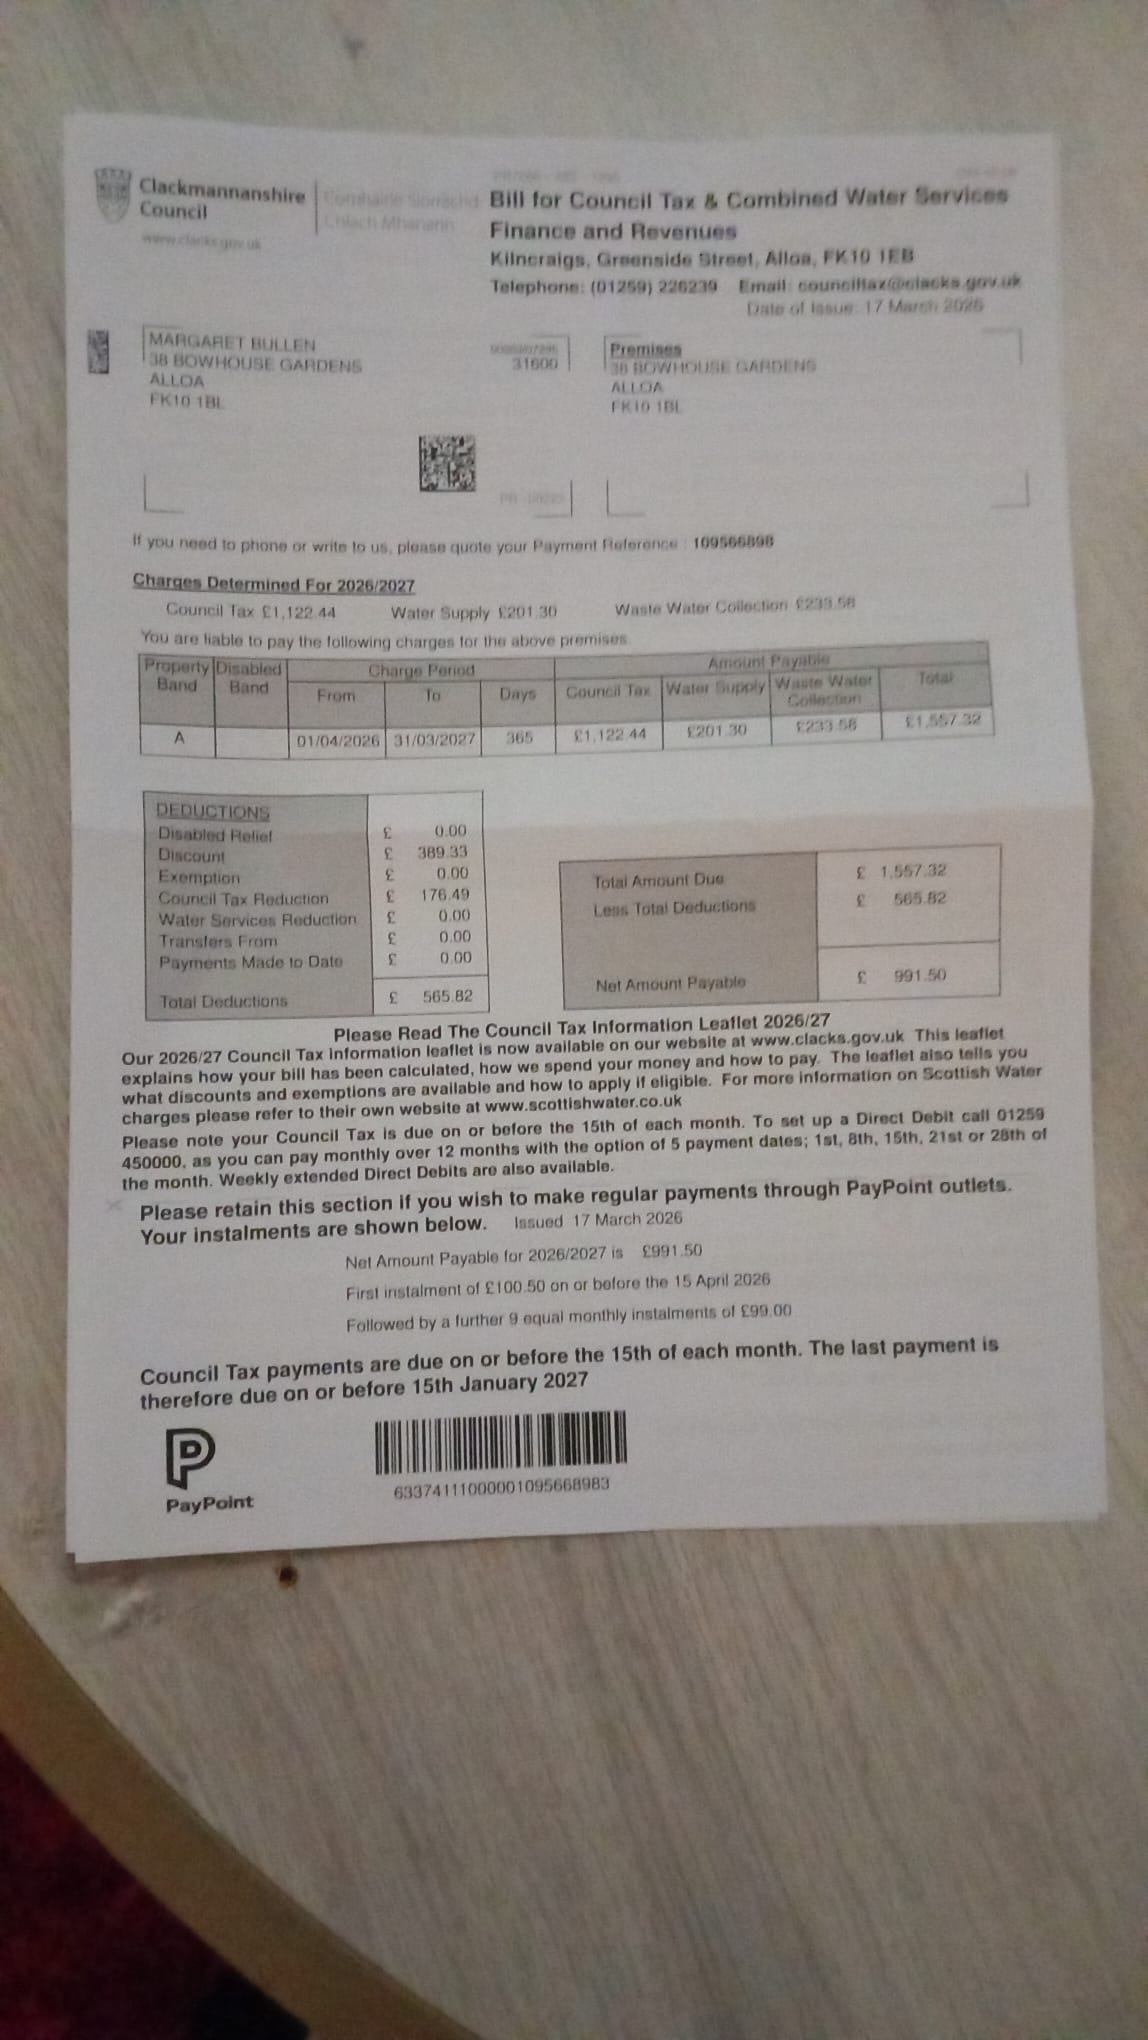 Clackmannanshire
Council
Comhairle Siorrachd
Chlach Mhanann
www.clacks.gov.uk
Bill for Council Tax & Combined Water Services
Finance and Revenues
Kilncraigs, Greenside Street, Alloa, FK10 1EB
Telephone: (01259) 226239 Email: counciltax@clacks.gov.uk
Date of Issue: 17 March 2026
MARGARET BULLEN
38 BOWHOUSE GARDENS
ALLOA
FK10 1BL
31600
Premises
38 BOWHOUSE GARDENS
ALLOA
FK10 1BL
If you need to phone or write to us, please quote your Payment Reference : 109566898
Charges Determined For 2026/2027
Council Tax £1,122.44 Water Supply £201.30 Waste Water Collection £233.58
You are liable to pay the following charges for the above premises
Property Band Disabled Band Charge Period Amount Payable
From To Days Council Tax Water Supply Waste Water Collection Total
A 01/04/2026 31/03/2027 365 £1,122.44 £201.30 £233.58 £1,557.32
DEDUCTIONS
Disabled Relief £ 0.00
Discount £ 389.33
Exemption £ 0.00
Council Tax Reduction £ 176.49
Water Services Reduction £ 0.00
Transfers From £ 0.00
Payments Made to Date £ 0.00
Total Deductions £ 565.82
Total Amount Due £ 1,557.32
Less Total Deductions £ 565.82
Net Amount Payable £ 991.50
Please Read The Council Tax Information Leaflet 2026/27
Our 2026/27 Council Tax information leaflet is now available on our website at www.clacks.gov.uk This leaflet
explains how your bill has been calculated, how we spend your money and how to pay. The leaflet also tells you
what discounts and exemptions are available and how to apply if eligible. For more information on Scottish Water
charges please refer to their own website at www.scottishwater.co.uk
Please note your Council Tax is due on or before the 15th of each month. To set up a Direct Debit call 01259
450000, as you can pay monthly over 12 months with the option of 5 payment dates; 1st, 8th, 15th, 21st or 28th of
the month. Weekly extended Direct Debits are also available.
Please retain this section if you wish to make regular payments through PayPoint outlets.
Your instalments are shown below. Issued 17 March 2026
Net Amount Payable for 2026/2027 is £991.50
First instalment of £100.50 on or before the 15 April 2026
Followed by a further 9 equal monthly instalments of £99.00
Council Tax payments are due on or before the 15th of each month. The last payment is
therefore due on or before 15th January 2027
PayPoint
63374111000001095668983